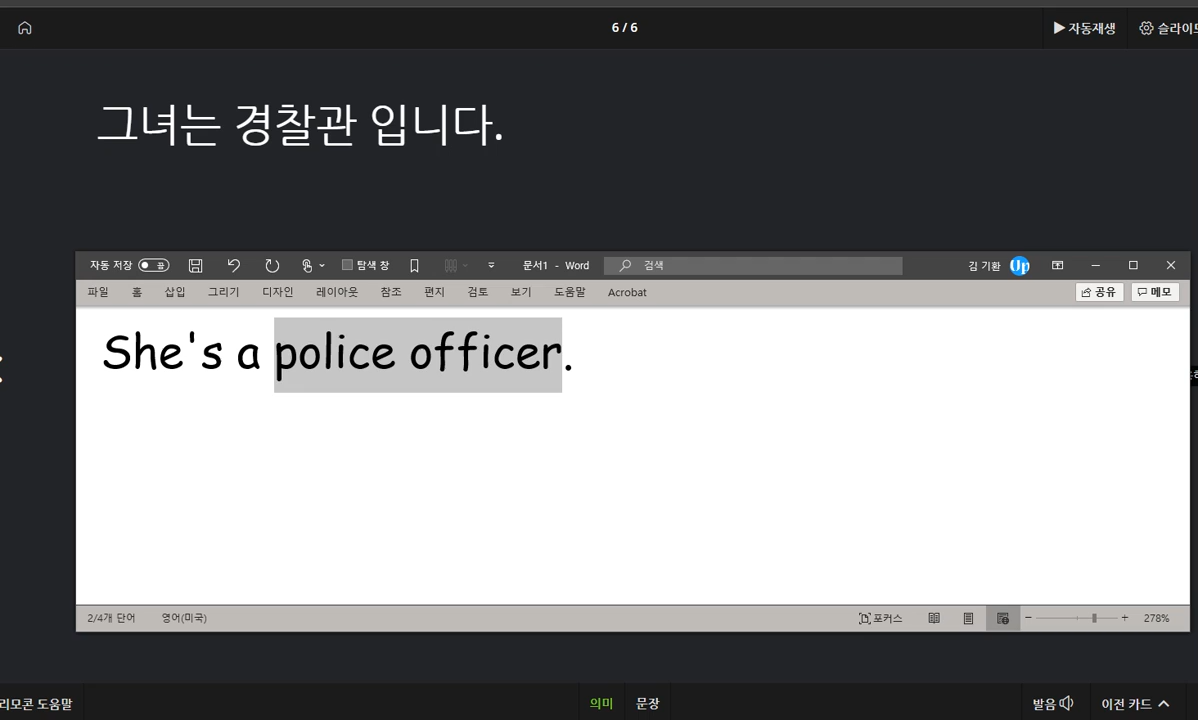 6 / 6
▶ 자동재생
슬라이드
그녀는 경찰관 입니다.
자동 저장 끔
탐색 창
문서1 - Word
검색
김 기환
Up
파일 홈 삽입 그리기 디자인 레이아웃 참조 편지 검토 보기 도움말 Acrobat
공유 메모
She's a police officer.
2/4개 단어 영어(미국)
포커스
278%
리모콘 도움말
의미 문장
발음
이전 카드